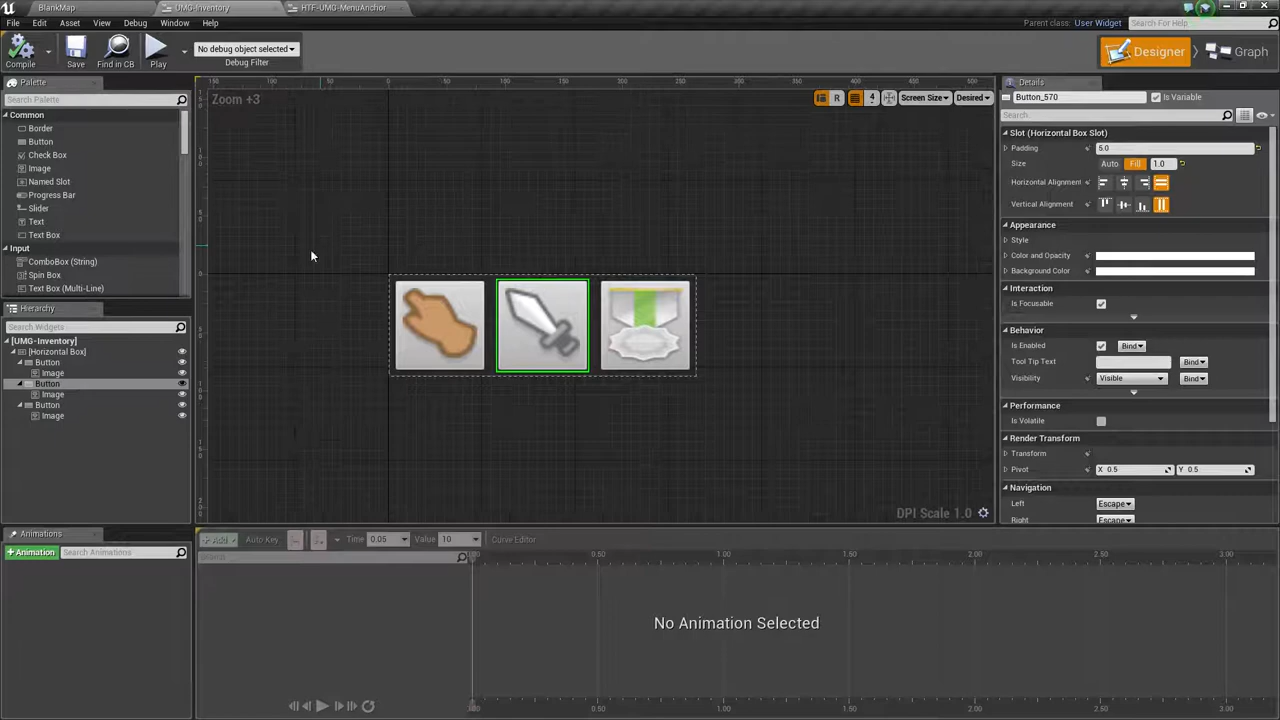 BlankMap
UMG-Inventory
HTF-UMG-MenuAnchor
File Edit Asset View Debug Window Help
Parent class: User Widget
Search For Help
Compile
Save
Find in CB
Play
No debug object selected
Debug Filter
Designer
Graph
Palette
Search Palette
Common
Border
Button
Check Box
Image
Named Slot
Progress Bar
Slider
Text
Text Box
Input
ComboBox (String)
Spin Box
Text Box (Multi-Line)
Hierarchy
Search Widgets
[UMG-Inventory]
[Horizontal Box]
Button
Image
Button
Image
Button
Image
Animations
+Animation
Search Animations
Zoom +3
R
4
Screen Size
Desired
DPI Scale 1.0
Details
Button_570
Is Variable
Search
Slot (Horizontal Box Slot)
Padding 5.0
Size Auto Fill 1.0
Horizontal Alignment
Vertical Alignment
Appearance
Style
Color and Opacity
Background Color
Interaction
Is Focusable
Behavior
Is Enabled Bind
Tool Tip Text Bind
Visibility Visible Bind
Performance
Is Volatile
Render Transform
Transform
Pivot X 0.5 Y 0.5
Navigation
Left Escape
Right Escape
Add
Auto Key
Time 0.05
Value 10
Curve Editor
0.50 1.00 1.50 2.00 2.50 3.00
No Animation Selected
0.50 1.00 1.50 2.00 2.50 3.00